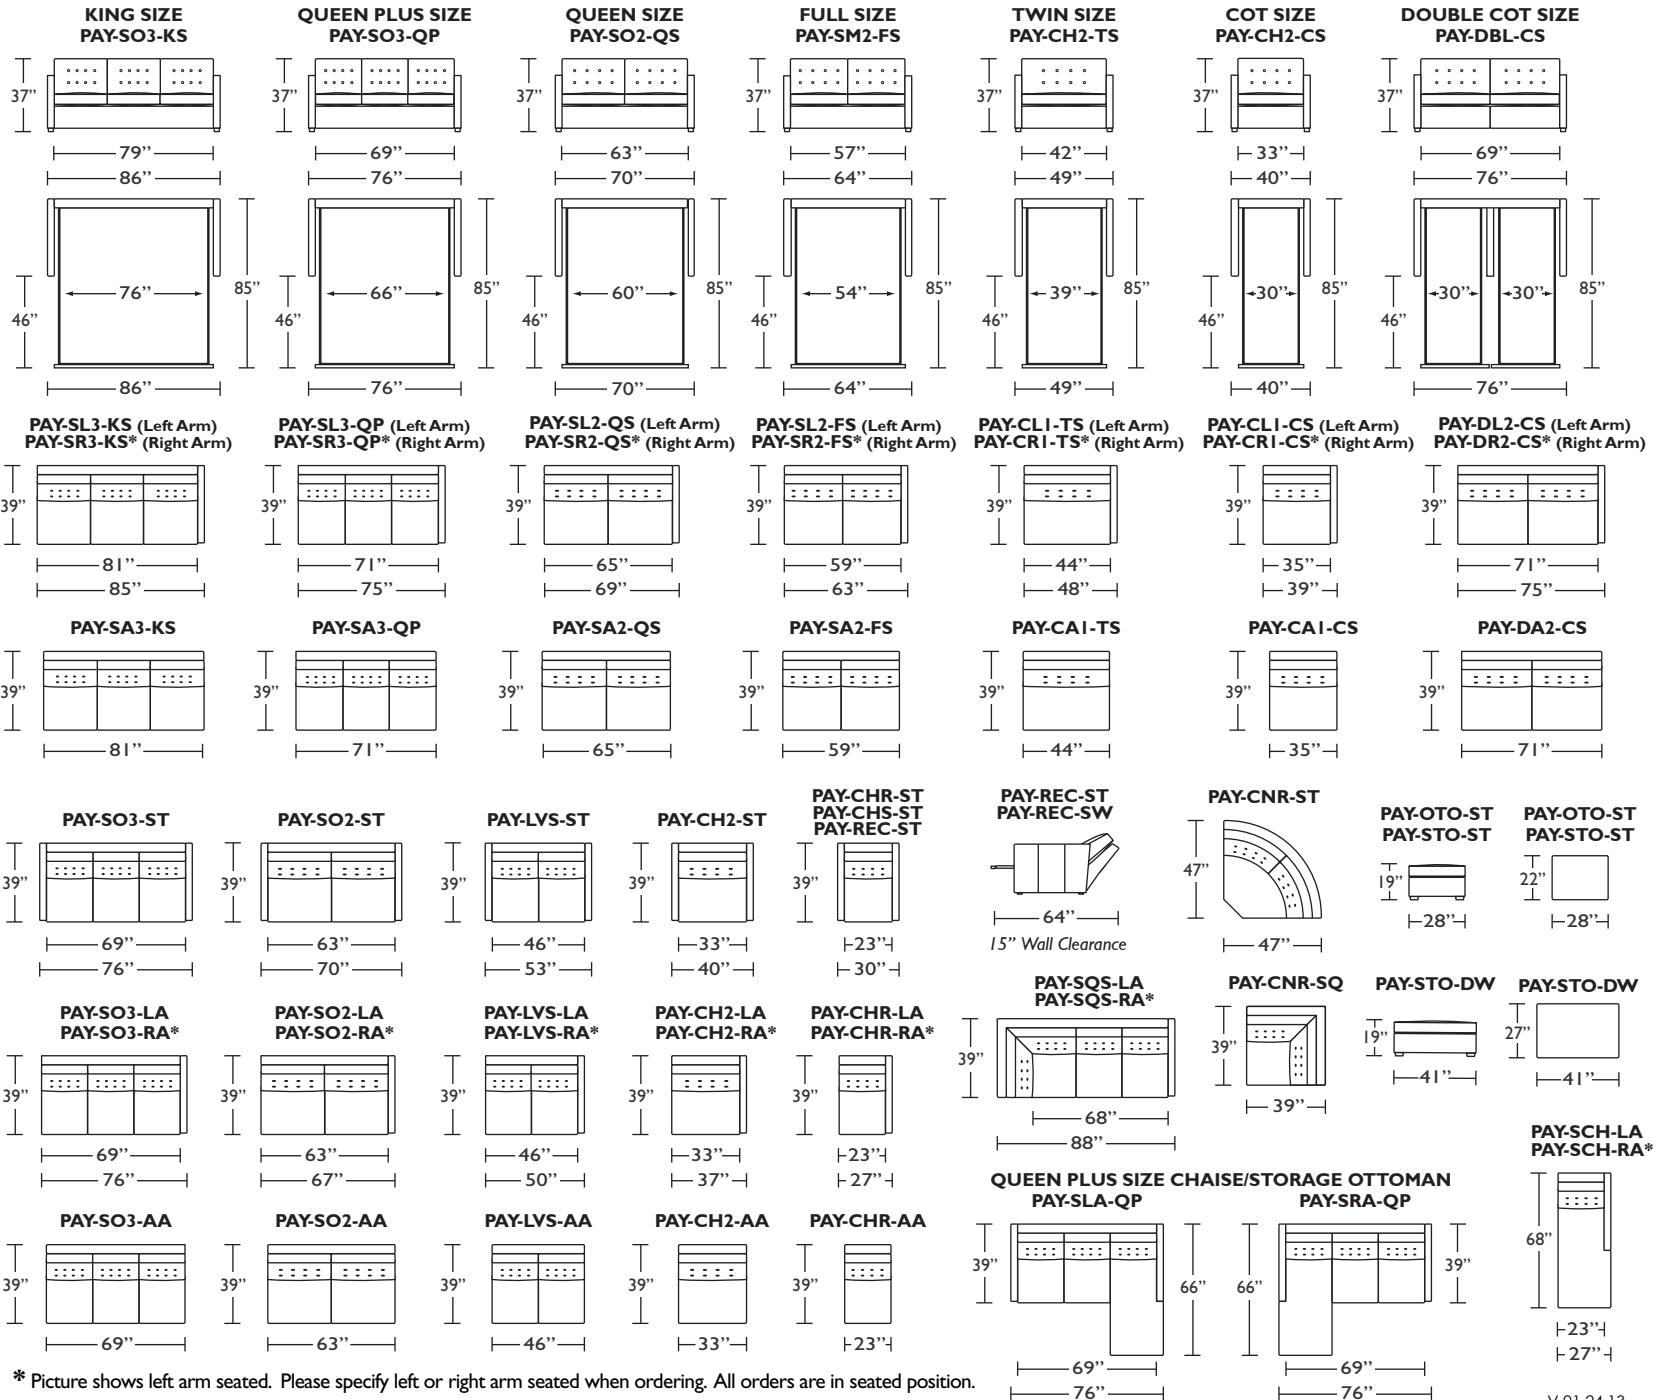 KING SIZE
PAY-SO3-KS
QUEEN PLUS SIZE
PAY-SO3-QP
QUEEN SIZE
PAY-SO2-QS
FULL SIZE
PAY-SM2-FS
TWIN SIZE
PAY-CH2-TS
COT SIZE
PAY-CH2-CS
DOUBLE COT SIZE
PAY-DBL-CS
37” 37” 37” 37” 37” 37” 37”
79” 69” 63” 57” 42” 33” 69”
86” 76” 70” 64” 49” 40” 76”
76” 85” 66” 85” 60” 85” 54” 85” 39” 85” 30” 85” 30” 30” 85”
46” 46” 46” 46” 46” 46” 46”
86” 76” 70” 64” 49” 40” 76”
PAY-SL3-KS (Left Arm)
PAY-SR3-KS* (Right Arm)
PAY-SL3-QP (Left Arm)
PAY-SR3-QP* (Right Arm)
PAY-SL2-QS (Left Arm)
PAY-SR2-QS* (Right Arm)
PAY-SL2-FS (Left Arm)
PAY-SR2-FS* (Right Arm)
PAY-CL1-TS (Left Arm)
PAY-CR1-TS* (Right Arm)
PAY-CL1-CS (Left Arm)
PAY-CR1-CS* (Right Arm)
PAY-DL2-CS (Left Arm)
PAY-DR2-CS* (Right Arm)
39” 39” 39” 39” 39” 39” 39”
81” 71” 65” 59” 44” 35” 71”
85” 75” 69” 63” 48” 39” 75”
PAY-SA3-KS PAY-SA3-QP PAY-SA2-QS PAY-SA2-FS PAY-CA1-TS PAY-CA1-CS PAY-DA2-CS
39” 39” 39” 39” 39” 39” 39”
81” 71” 65” 59” 44” 35” 71”
PAY-SO3-ST
39”
69”
76”
PAY-SO2-ST
39”
63”
70”
PAY-LVS-ST
39”
46”
53”
PAY-CH2-ST
39”
33”
40”
PAY-CHR-ST
PAY-CHS-ST
PAY-REC-ST
39”
23”
30”
PAY-REC-ST
PAY-REC-SW
64”
15” Wall Clearance
PAY-CNR-ST
47”
47”
PAY-OTO-ST
PAY-STO-ST
19”
28”
PAY-OTO-ST
PAY-STO-ST
22”
28”
PAY-SO3-LA
PAY-SO3-RA*
39”
69”
76”
PAY-SO2-LA
PAY-SO2-RA*
39”
63”
67”
PAY-LVS-LA
PAY-LVS-RA*
39”
46”
50”
PAY-CH2-LA
PAY-CH2-RA*
39”
33”
37”
PAY-CHR-LA
PAY-CHR-RA*
39”
23”
27”
PAY-SQS-LA
PAY-SQS-RA*
39”
68”
88”
PAY-CNR-SQ
39”
39”
PAY-STO-DW
19”
41”
PAY-STO-DW
27”
41”
PAY-SO3-AA
39”
69”
PAY-SO2-AA
39”
63”
PAY-LVS-AA
39”
46”
PAY-CH2-AA
39”
33”
PAY-CHR-AA
39”
23”
QUEEN PLUS SIZE CHAISE/STORAGE OTTOMAN
PAY-SLA-QP
39”
66”
69”
76”
PAY-SRA-QP
66”
39”
69”
76”
PAY-SCH-LA
PAY-SCH-RA*
68”
23”
27”
* Picture shows left arm seated. Please specify left or right arm seated when ordering. All orders are in seated position.